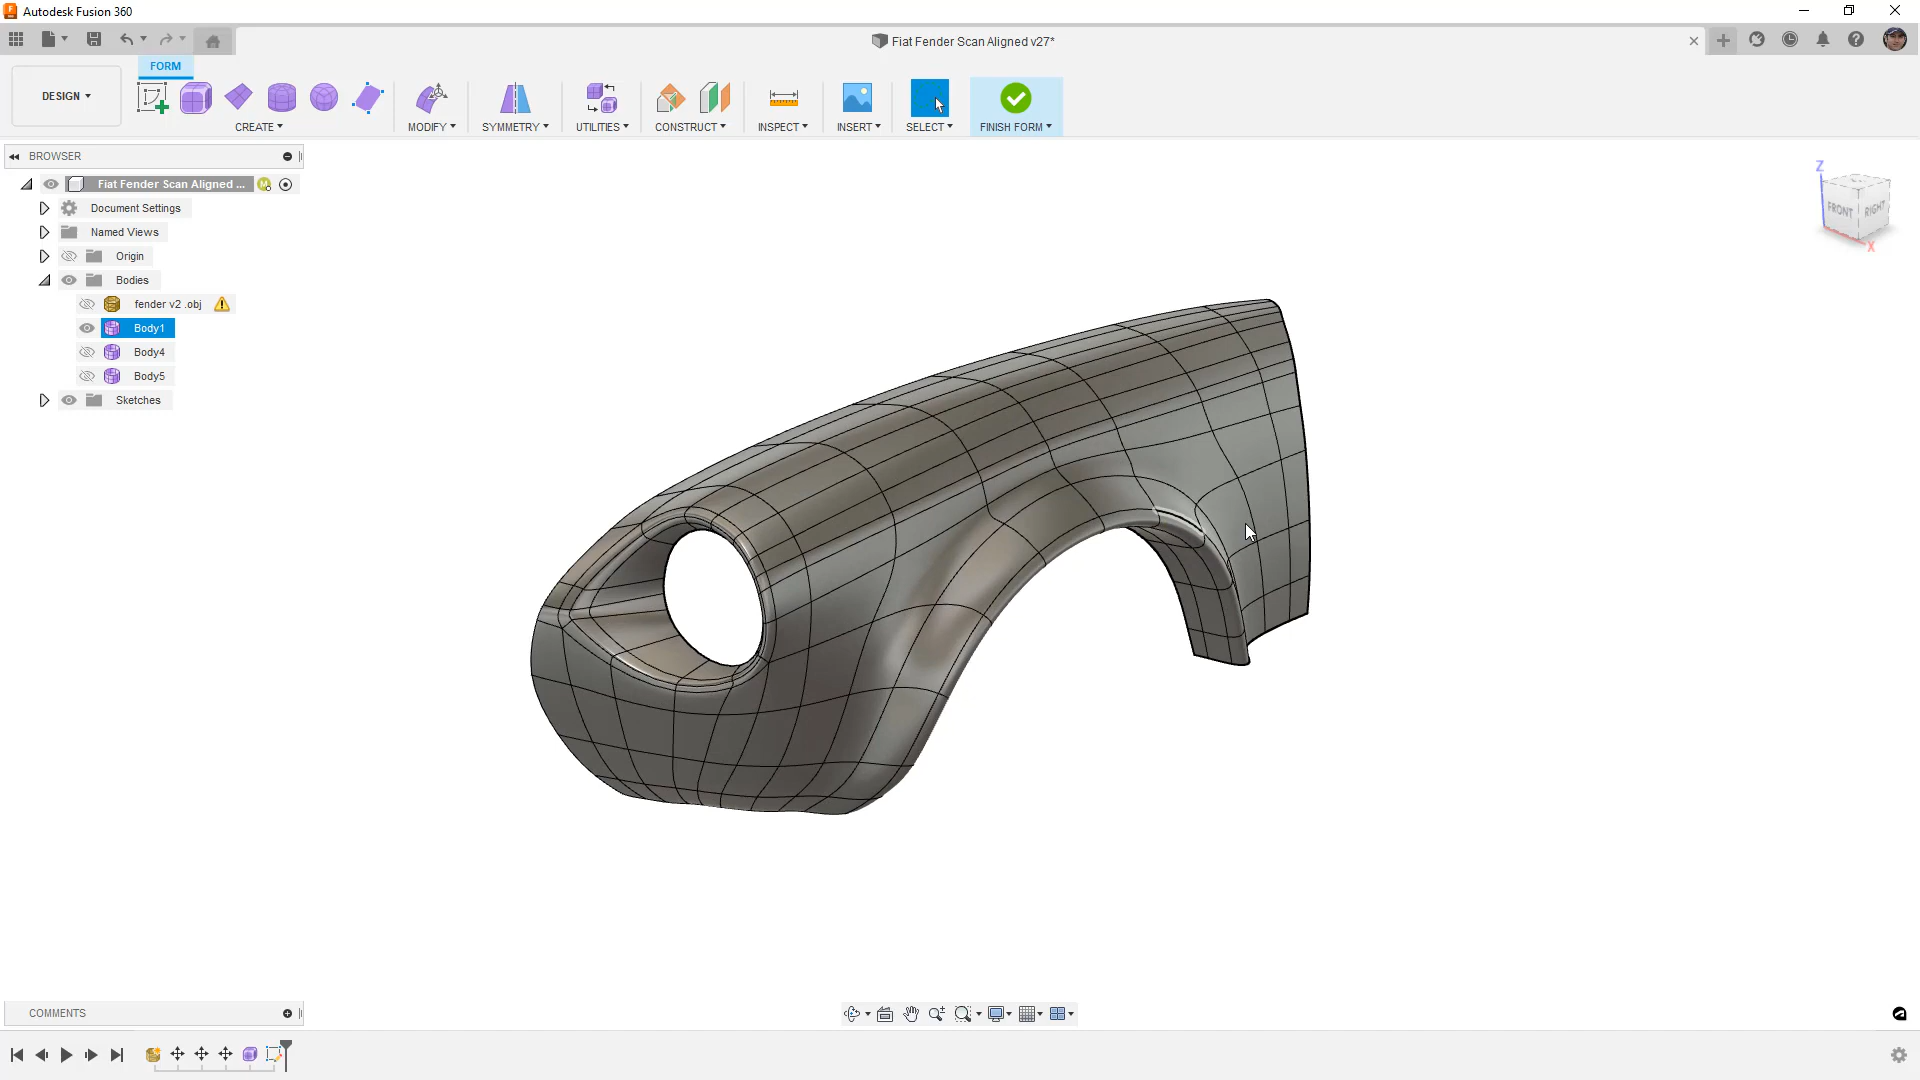 Autodesk Fusion 360
Fiat Fender Scan Aligned v27*
FORM
DESIGN
CREATE
MODIFY
SYMMETRY
UTILITIES
CONSTRUCT
INSPECT
INSERT
SELECT
FINISH FORM
BROWSER
Fiat Fender Scan Aligned ...
Document Settings
Named Views
Origin
Bodies
fender v2 .obj
Body1
Body4
Body5
Sketches
Z
FRONT
RIGHT
X
COMMENTS